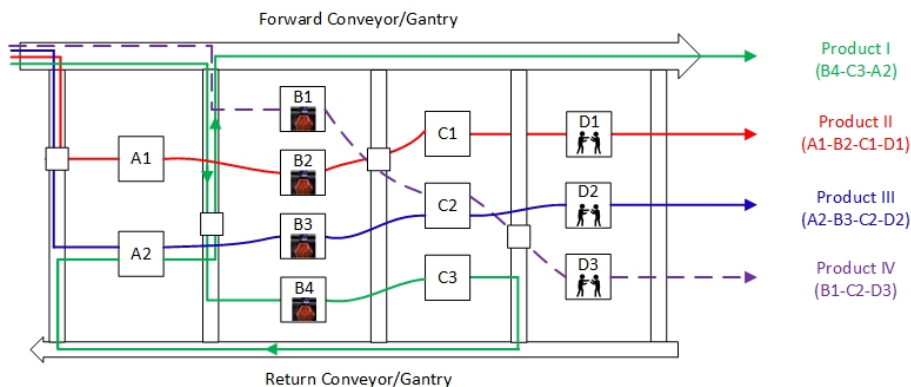 Forward Conveyor/Gantry
Product I
(B4-C3-A2)
B1
C1
D1
Product II
(A1-B2-C1-D1)
A1
B2
C2
D2
Product III
(A2-B3-C2-D2)
A2
B3
C3
D3
Product IV
(B1-C2-D3)
B4
Return Conveyor/Gantry